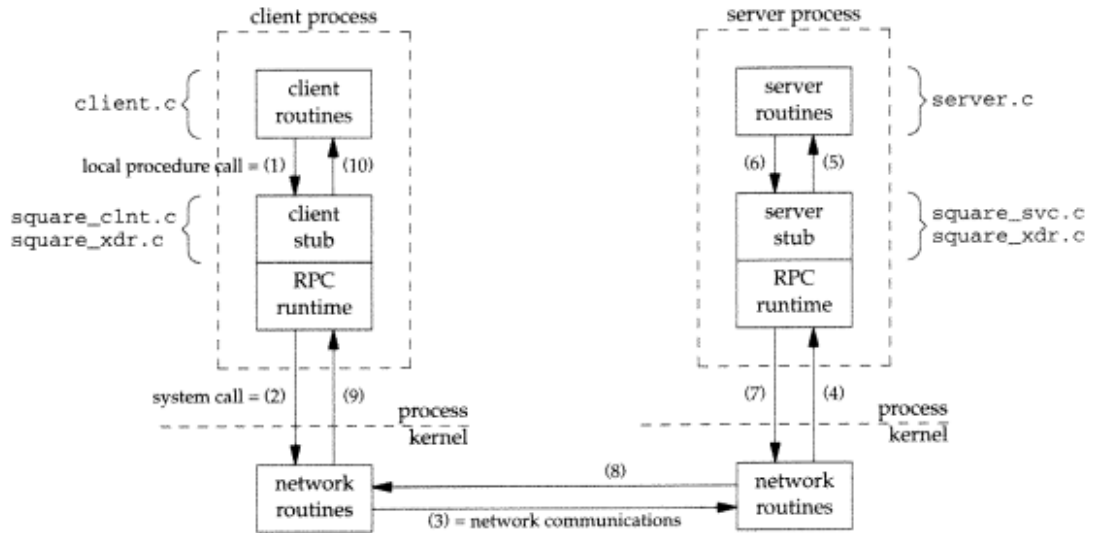 client process
server process
client
routines
server
routines
client.c
server.c
local procedure call = (1)
(10)
(6)
(5)
square_clnt.c
square_xdr.c
client
stub
server
stub
square_svc.c
square_xdr.c
RPC
runtime
RPC
runtime
system call = (2)
(9)
(7)
(4)
process
kernel
process
kernel
network
routines
(8)
network
routines
(3) = network communications